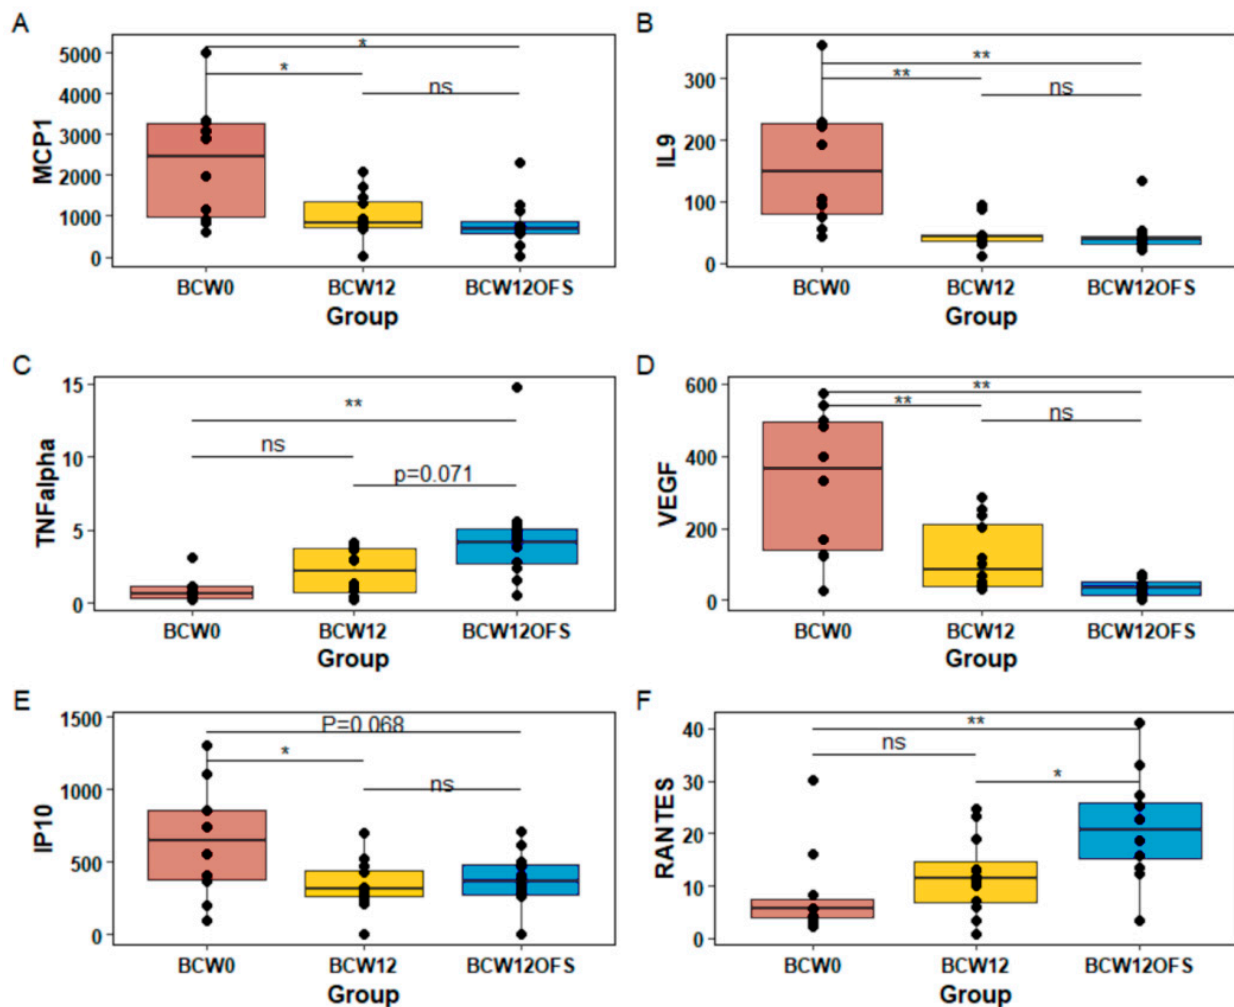 A
MCP1
5000
4000
3000
2000
1000
0
*
*
ns
BCW0 BCW12 BCW12OFS
Group
B
IL9
300
200
100
0
**
**
ns
BCW0 BCW12 BCW12OFS
Group
C
TNFalpha
15
10
5
0
**
ns
p=0.071
BCW0 BCW12 BCW12OFS
Group
D
VEGF
600
400
200
0
**
**
ns
BCW0 BCW12 BCW12OFS
Group
E
IP10
1500
1000
500
0
P=0.068
*
ns
BCW0 BCW12 BCW12OFS
Group
F
RANTES
40
30
20
10
0
**
ns
*
BCW0 BCW12 BCW12OFS
Group